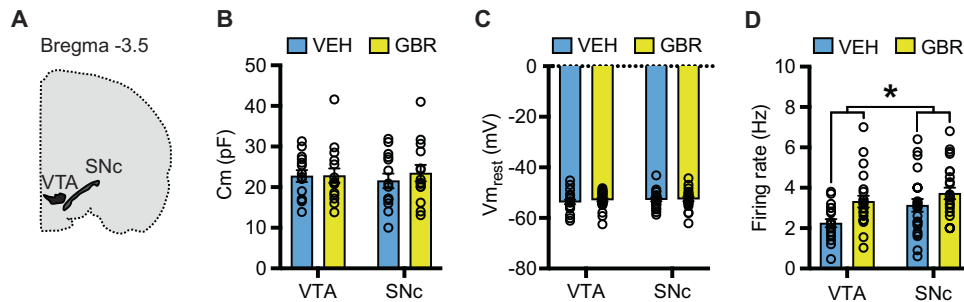 A
Bregma -3.5
SNc
VTA
B
VEH GBR
Cm (pF)
50
40
30
20
10
0
VTA SNc
C
VEH GBR
Vmrest (mV)
0
-20
-40
-60
-80
VTA SNc
D
VEH GBR
Firing rate (Hz)
10
8
6
4
2
0
*
VTA SNc